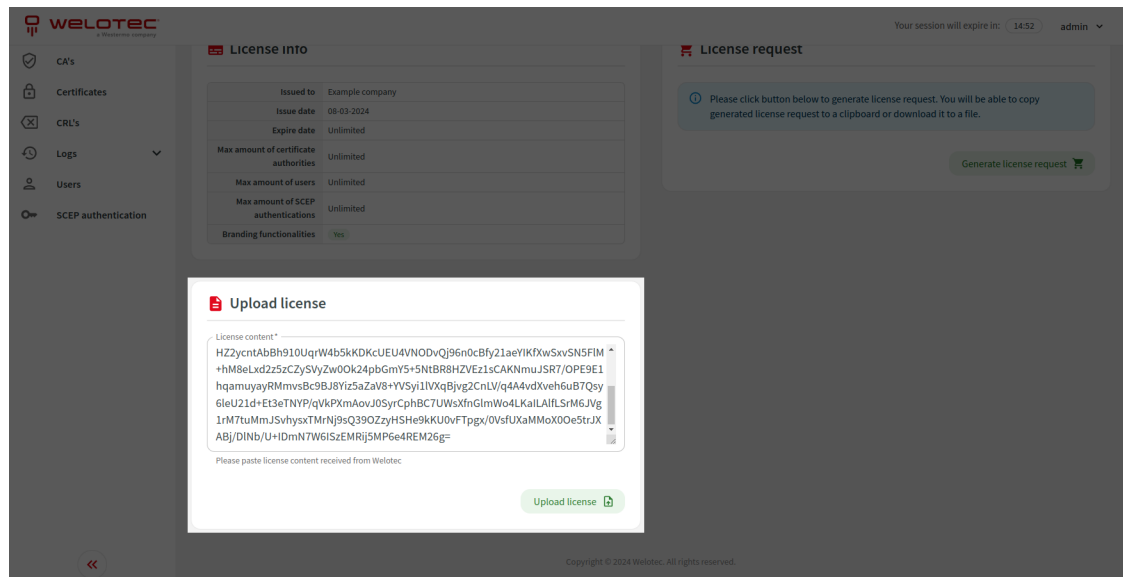 WELOTEC
a Westermo company
Your session will expire in: 14:52 admin
CA's
Certificates
CRL's
Logs
Users
SCEP authentication
License info
Issued to Example company
Issue date 08-03-2024
Expire date Unlimited
Max amount of certificate
authorities Unlimited
Max amount of users Unlimited
Max amount of SCEP
authentications Unlimited
Branding functionalities Yes
License request
Please click button below to generate license request. You will be able to copy
generated license request to a clipboard or download it to a file.
Generate license request
Upload license
License content *
HZ2ycntAbBh910UqrW4b5kKDKcUEU4VNODvQj96n0cBfy21aeYIKfXwSxvSN5FlM
+hM8eLxd2z5zCZySVyZw0Ok24pbGmY5+5NtBR8HZVEz1sCAKNmuJSR7/OPE9E1
hqamuyayRMmvsBc9BJ8Yiz5aZaV8+YVSyi1lVXqBjvg2CnLV/q4A4vdXveh6uB7Qsy
6leU21d+Et3eTNYP/qVkPXmAovJ0SyrCphBC7UWsXfnGlmWo4LKaILAlfLSrM6JVg
1rM7tuMmJSvhysxTMrNj9sQ39OZzyHSHe9kKU0vFTpgx/0VsfUXaMMoX0Oe5trJX
ABj/DlNb/U+IDmN7W6ISzEMRij5MP6e4REM26g=
Please paste license content received from Welotec
Upload license
Copyright © 2024 Welotec. All rights reserved.